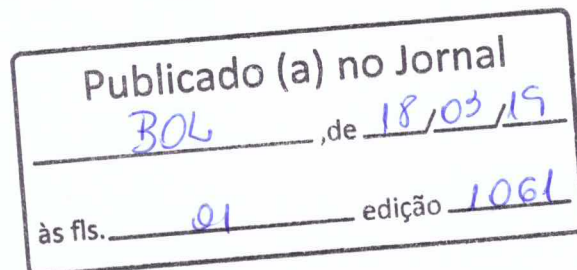 Publicado (a) no Jornal
BOL ,de 18/03/19
às fls. 01 edição 1061